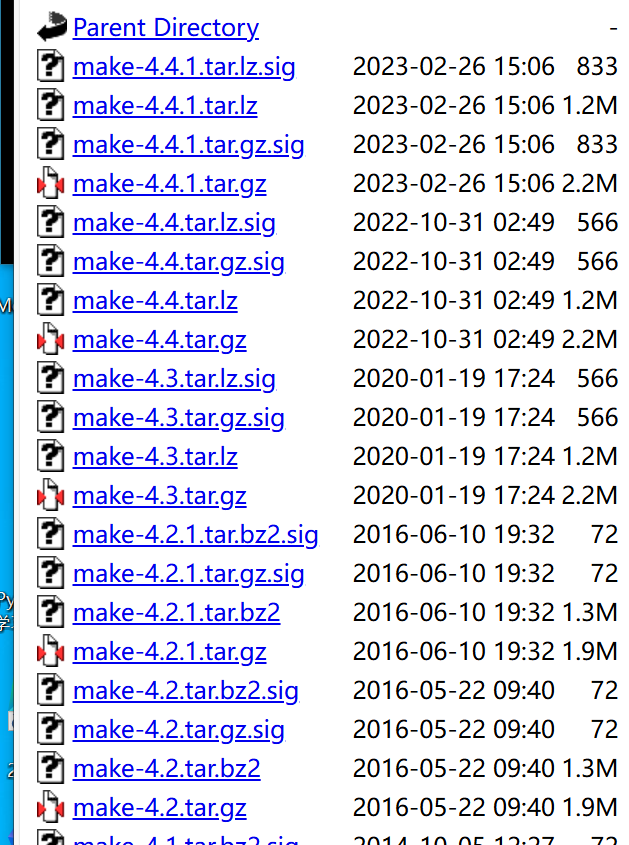 Parent Directory -
make-4.4.1.tar.lz.sig 2023-02-26 15:06 833
make-4.4.1.tar.lz 2023-02-26 15:06 1.2M
make-4.4.1.tar.gz.sig 2023-02-26 15:06 833
make-4.4.1.tar.gz 2023-02-26 15:06 2.2M
make-4.4.tar.lz.sig 2022-10-31 02:49 566
make-4.4.tar.gz.sig 2022-10-31 02:49 566
make-4.4.tar.lz 2022-10-31 02:49 1.2M
make-4.4.tar.gz 2022-10-31 02:49 2.2M
make-4.3.tar.lz.sig 2020-01-19 17:24 566
make-4.3.tar.gz.sig 2020-01-19 17:24 566
make-4.3.tar.lz 2020-01-19 17:24 1.2M
make-4.3.tar.gz 2020-01-19 17:24 2.2M
make-4.2.1.tar.bz2.sig 2016-06-10 19:32 72
make-4.2.1.tar.gz.sig 2016-06-10 19:32 72
make-4.2.1.tar.bz2 2016-06-10 19:32 1.3M
make-4.2.1.tar.gz 2016-06-10 19:32 1.9M
make-4.2.tar.bz2.sig 2016-05-22 09:40 72
make-4.2.tar.gz.sig 2016-05-22 09:40 72
make-4.2.tar.bz2 2016-05-22 09:40 1.3M
make-4.2.tar.gz 2016-05-22 09:40 1.9M
make-4.1.tar.bz2.sig 2014-10-05 12:27 72